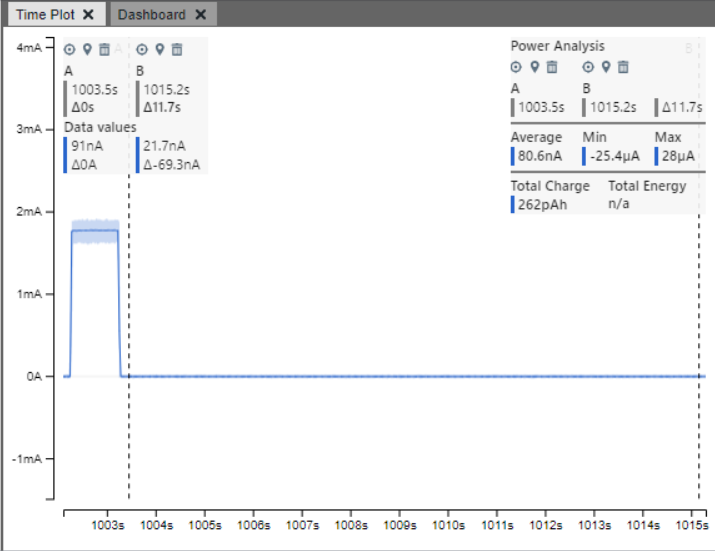 Time Plot X Dashboard X
4mA
3mA
2mA
1mA
0A
-1mA
A B
1003.5s 1015.2s
Δ0s Δ11.7s
Data values
91nA 21.7nA
Δ0A Δ-69.3nA
Power Analysis
A B
1003.5s 1015.2s Δ11.7s
Average Min Max
80.6nA -25.4µA 28µA
Total Charge Total Energy
262pAh n/a
1003s 1004s 1005s 1006s 1007s 1008s 1009s 1010s 1011s 1012s 1013s 1014s 1015s